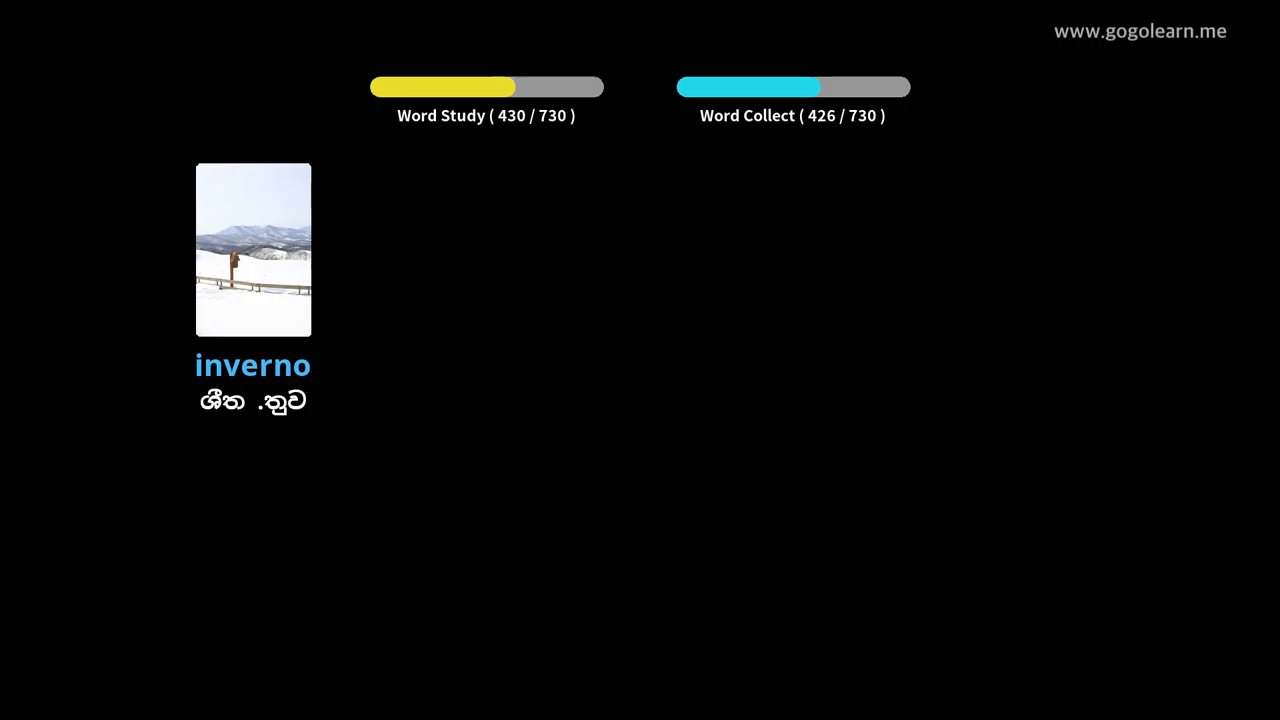 www.gogolearn.me
Word Study ( 430 / 730 )
Word Collect ( 426 / 730 )
inverno
ශීත .තුව